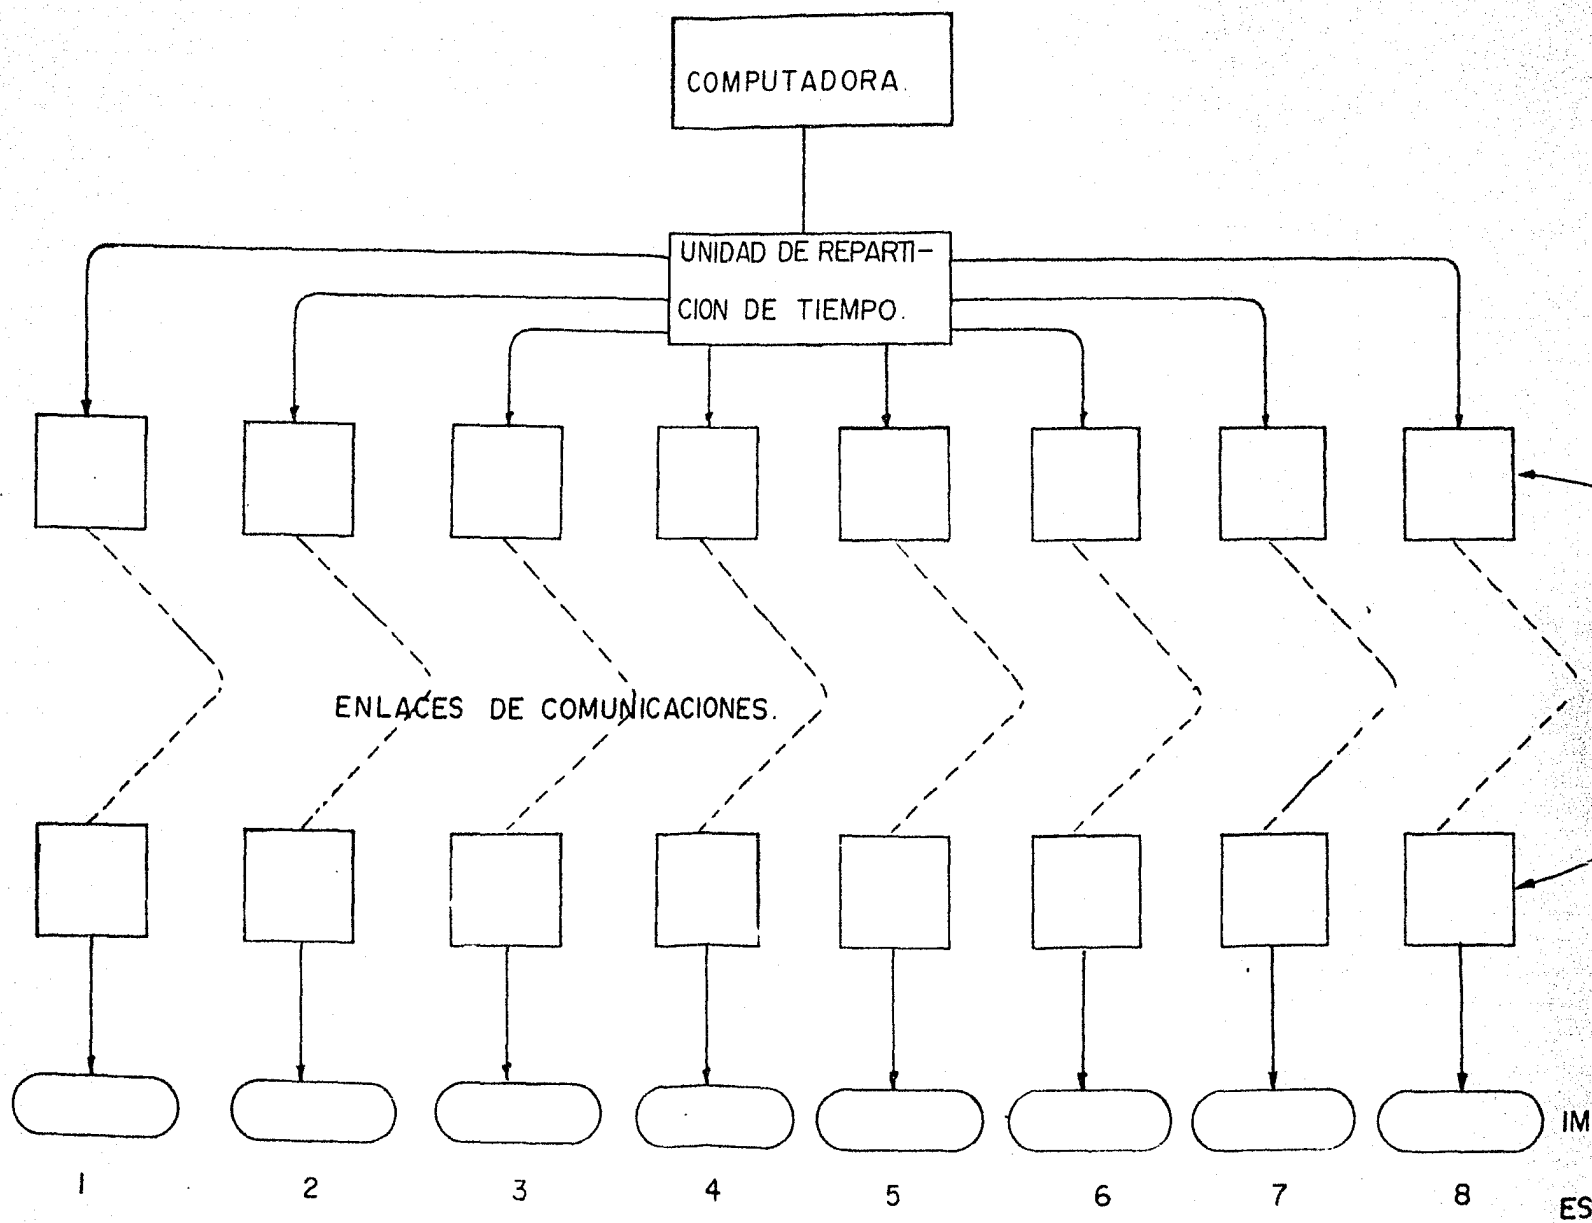 COMPUTADORA.
UNIDAD DE REPARTI-
CION DE TIEMPO.
ENLACES DE COMUNICACIONES.
IM
1 2 3 4 5 6 7 8
ES